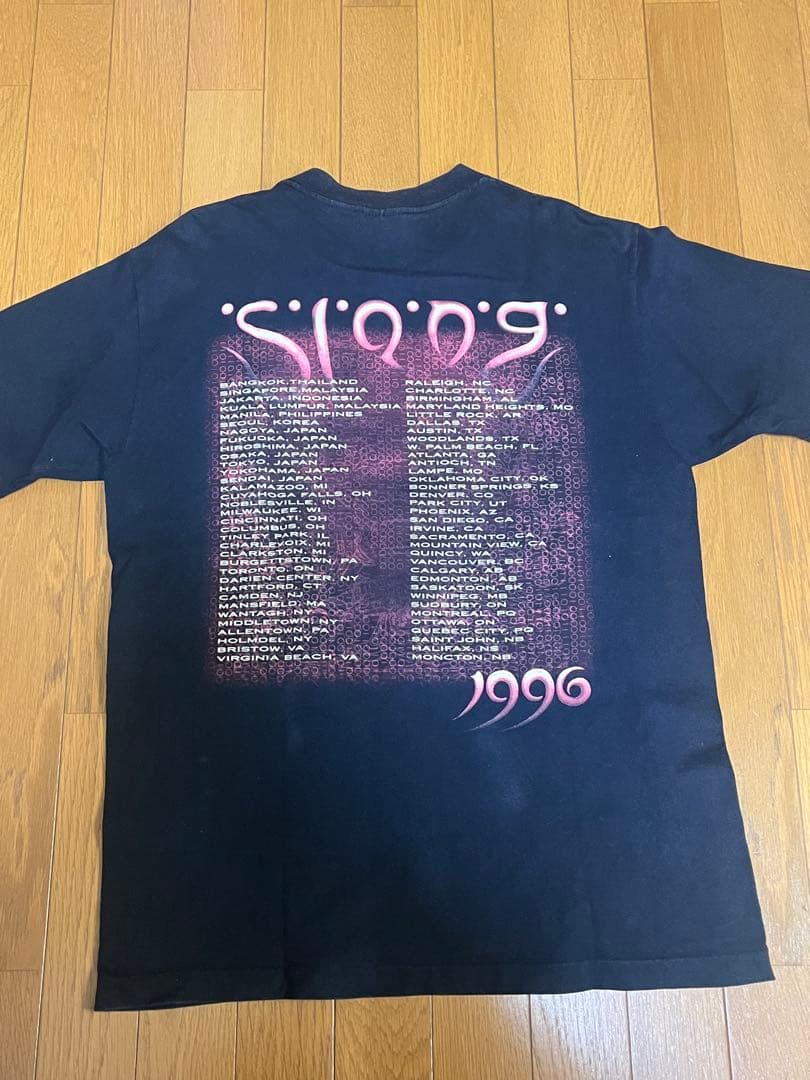 ·S·l·a·n·g·
BANGKOK, THAILAND
SINGAPORE, MALAYSIA
JAKARTA, INDONESIA
KUALA LUMPUR, MALAYSIA
MANILA, PHILIPPINES
SEOUL, KOREA
NAGOYA, JAPAN
FUKUOKA, JAPAN
HIROSHIMA, JAPAN
OSAKA, JAPAN
TOKYO, JAPAN
YOKOHAMA, JAPAN
SENDAI, JAPAN
KALAMAZOO, MI
CUYAHOGA FALLS, OH
NOBLESVILLE, IN
MILWAUKEE, WI
CINCINNATI, OH
COLUMBUS, OH
TINLEY PARK,
CHARLEVOIX, MI
CLARKSTON, MI
BURGETTSTOWN, PA
TORONTO, ON
DARIEN CENTER, NY
HARTFORD, CT
CAMDEN, NJ
MANSFIELD, MA
WANTAGH, NY
MIDDLETOWN, NY
ALLENTOWN, PA
HOLMDEL, NY
BRISTOW, VA
VIRGINIA BEACH, VA
RALEIGH, NC
CHARLOTTE, NC
BIRMINGHAM, AL
MARYLAND HEIGHTS, MO
LITTLE ROCK, AR
DALLAS, TX
AUSTIN, TX
WOODLANDS, TX
W. PALM BEACH, FL
ATLANTA, GA
ANTIOCH, TN
LAMPE, MO
OKLAHOMA CITY, OK
BONNER SPRINGS, KS
DENVER, CO
PARK CITY, UT
PHOENIX, AZ
SAN DIEGO, CA
IRVINE, CA
SACRAMENTO, CA
MOUNTAIN VIEW, CA
QUINCY, WA
VANCOUVER, BC
CALGARY, AB
EDMONTON, AB
SASKATOON, SK
WINNIPEG, MB
SUDBURY, ON
MONTREAL, PQ
OTTAWA, ON
QUEBEC CITY, PQ
SAINT JOHN, NB
HALIFAX, NS
MONCTON, NB
1996